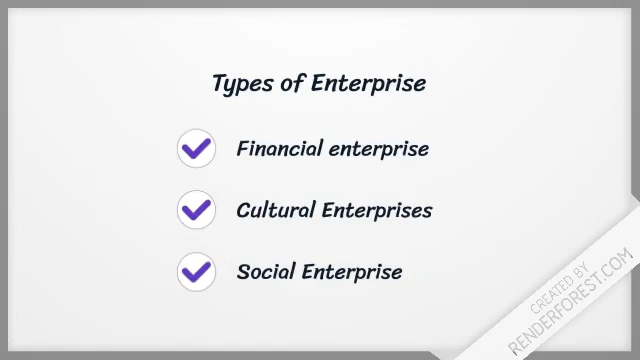 Types of Enterprise
Financial enterprise
Cultural Enterprises
Social Enterprise
CREATED BY
RENDERFOREST.COM